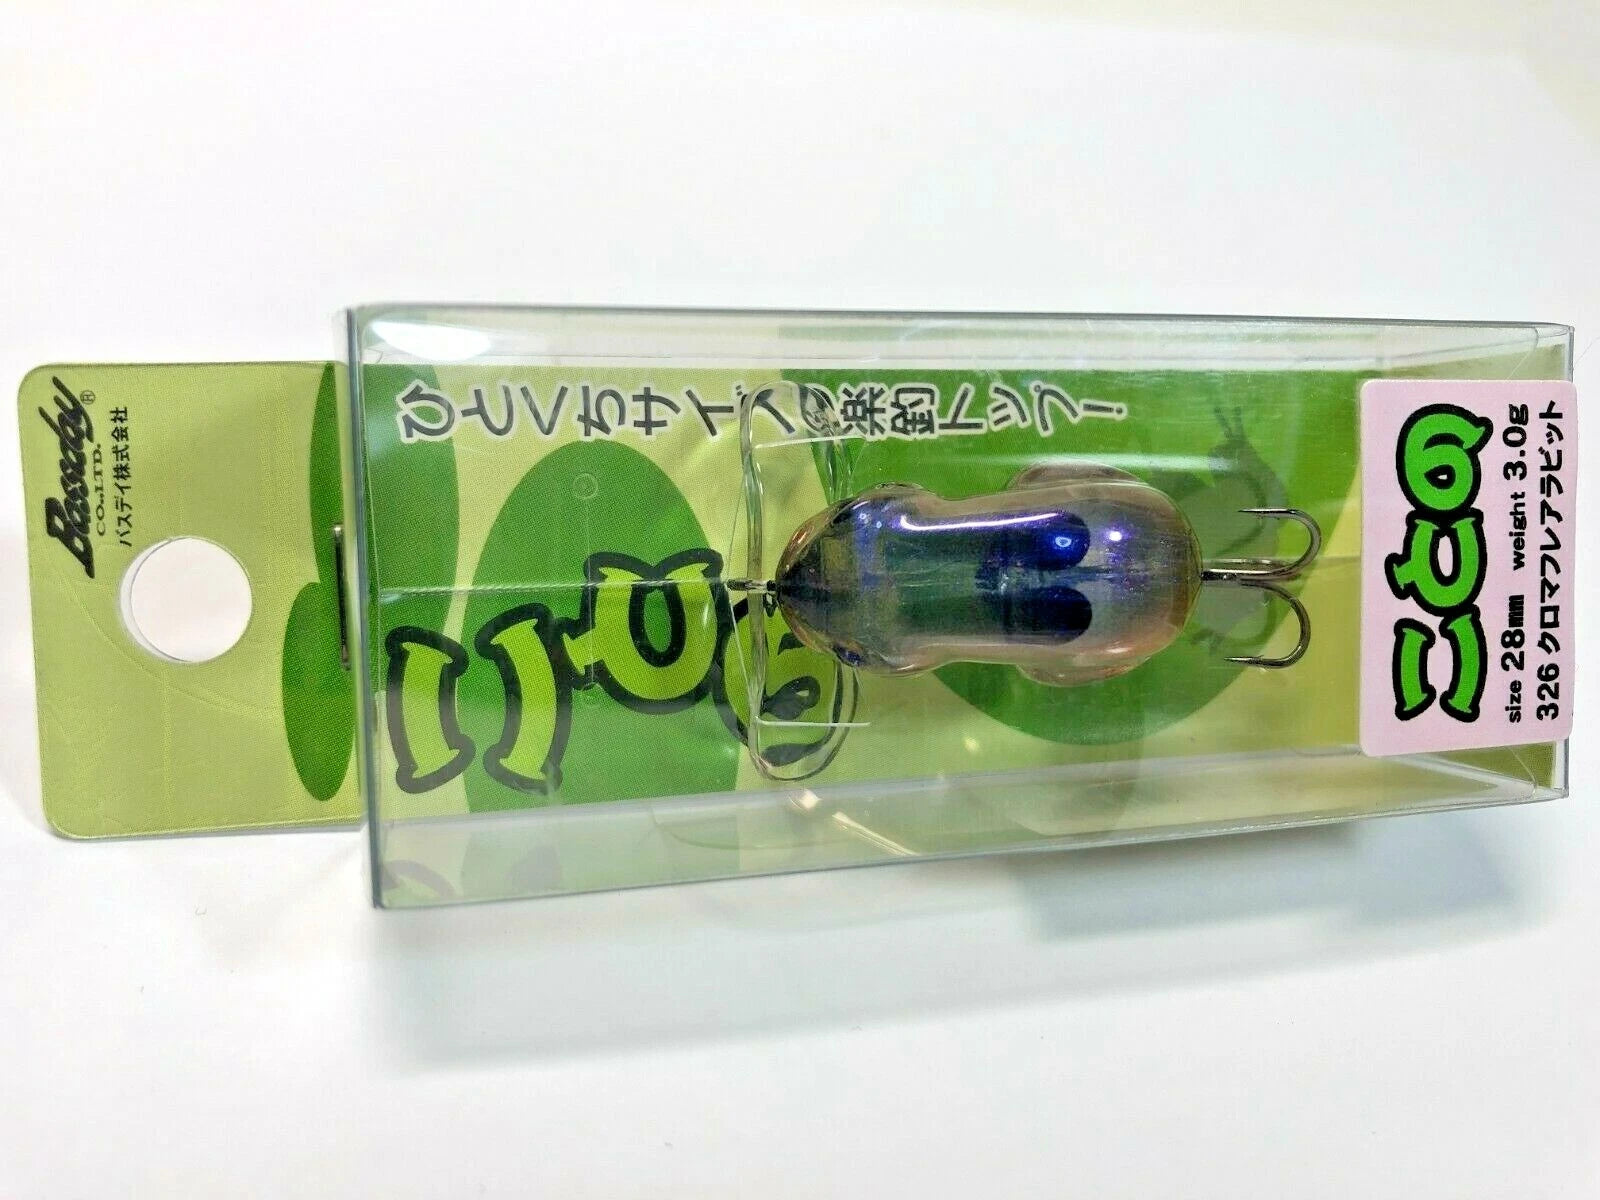 Bassday®
CO.,LTD.
バスデイ株式会社
ひとくちサイズの楽釣トップ!
ことの
ことの
size 28mm weight 3.0g
326 クロマフレアラビット